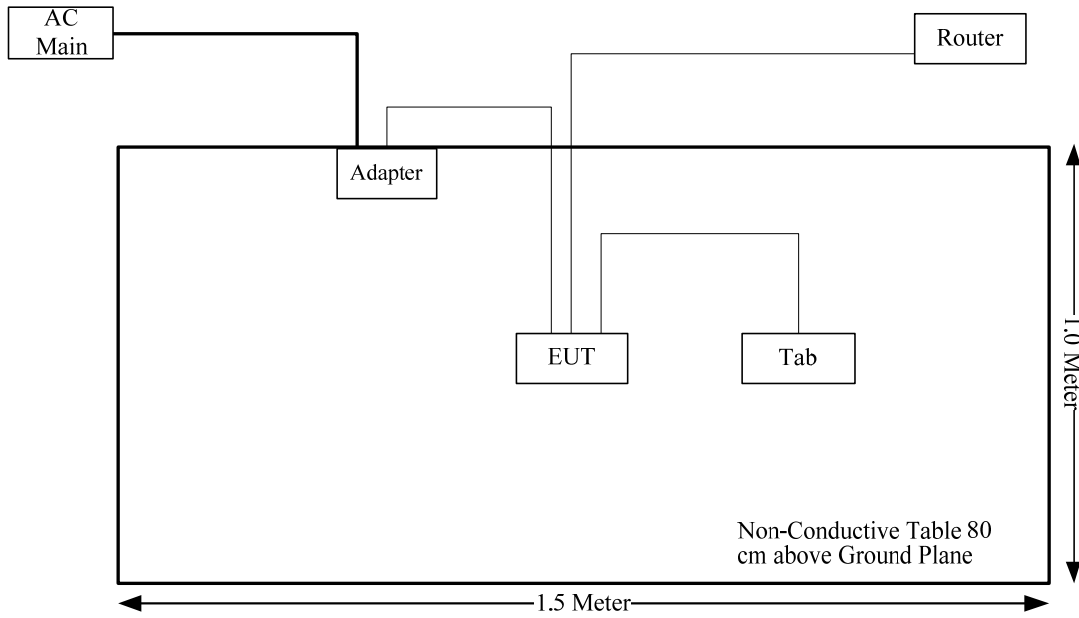 AC
Main
Router
Adapter
EUT
Tab
1.0 Meter
Non-Conductive Table 80
cm above Ground Plane
1.5 Meter